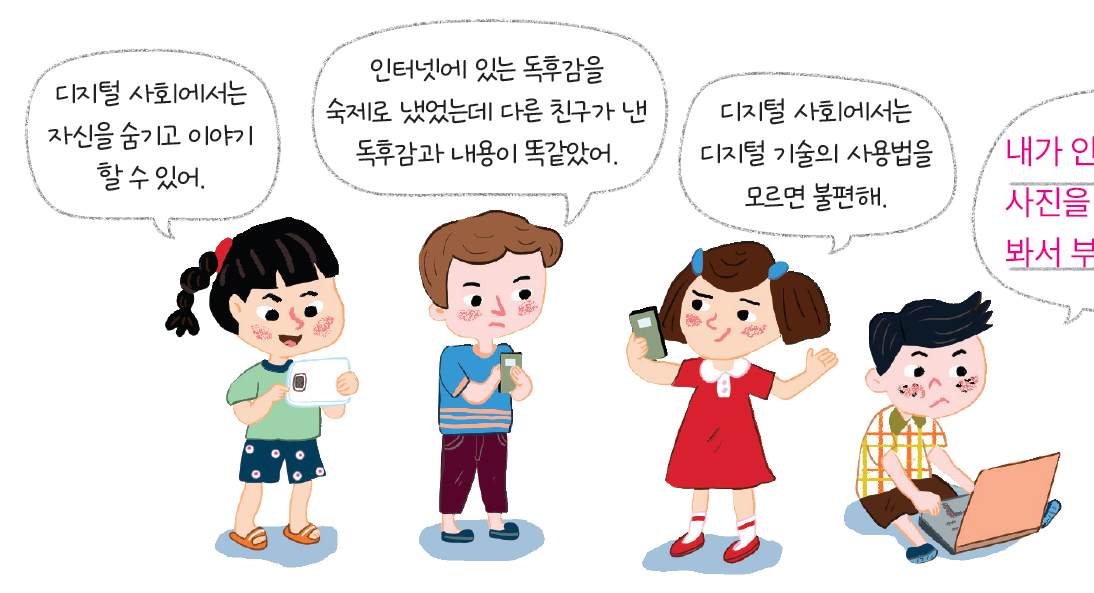 디지털 사회에서는
자신을 숨기고 이야기
할 수 있어.
인터넷에 있는 독후감을
숙제로 냈었는데 다른 친구가 낸
독후감과 내용이 똑같았어.
디지털 사회에서는
디지털 기술의 사용법을
모르면 불편해.
내가
사진을
봐서